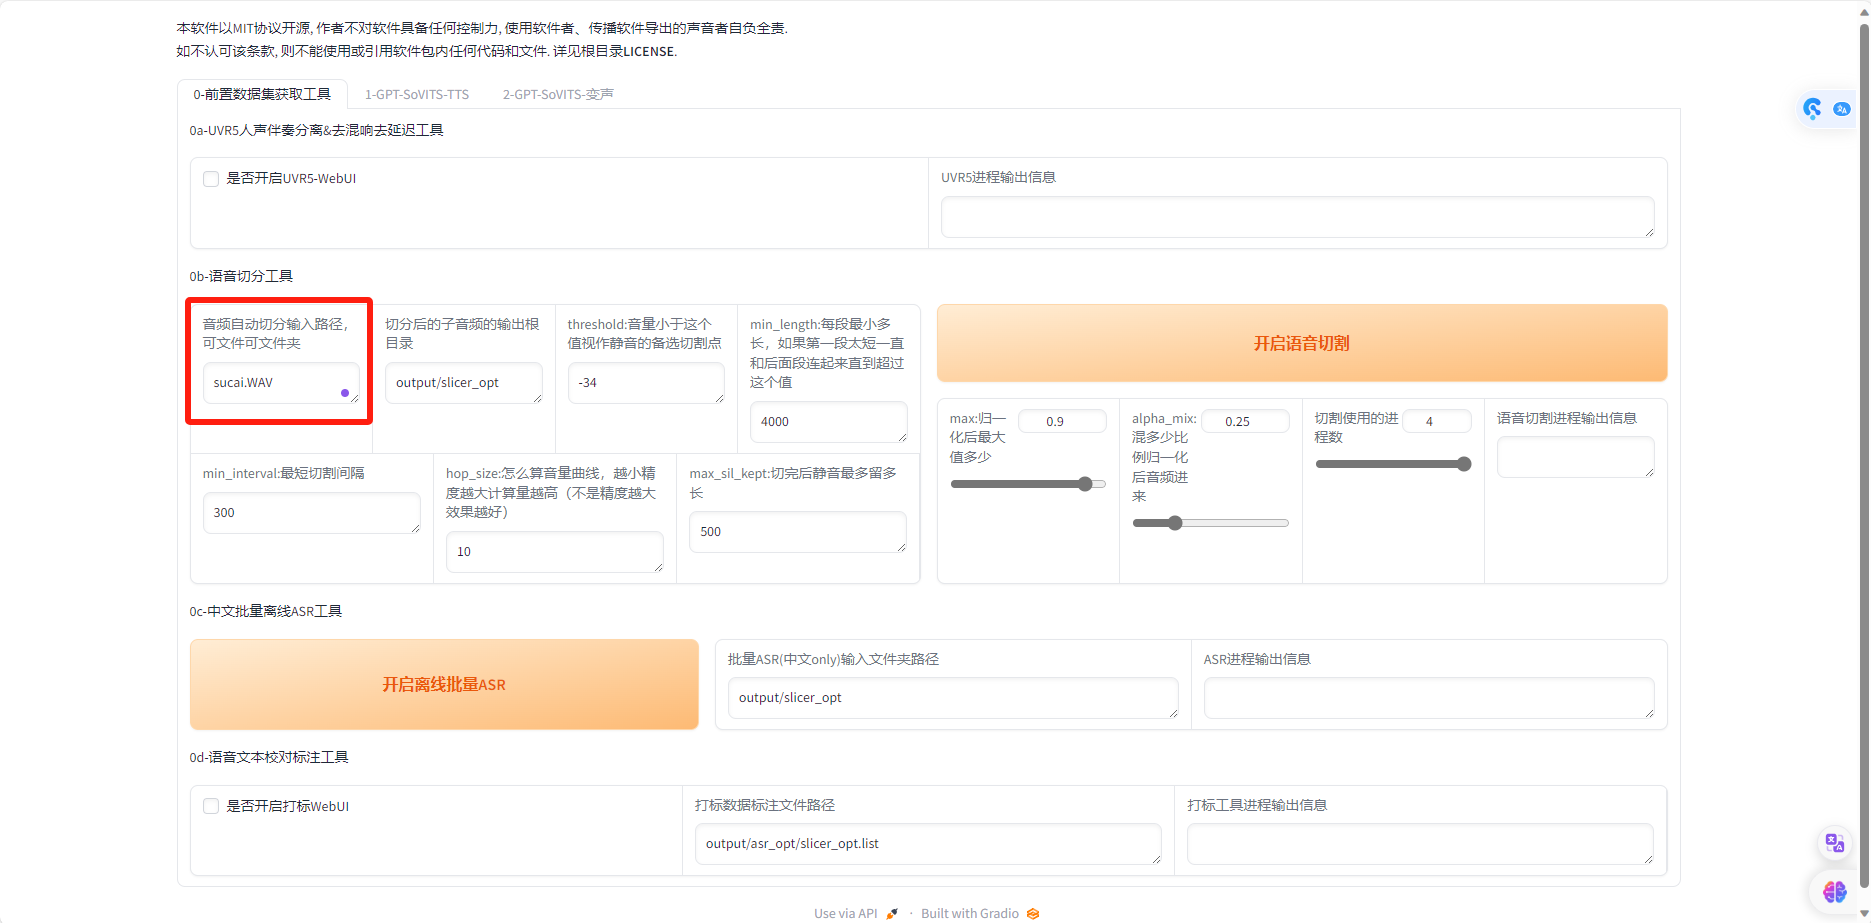 本软件以MIT协议开源, 作者不对软件具备任何控制力, 使用软件者、传播软件导出的声音者自负全责.
如不认可该条款, 则不能使用或引用软件包内任何代码和文件. 详见根目录LICENSE.
0-前置数据集获取工具
1-GPT-SoVITS-TTS
2-GPT-SoVITS-变声
0a-UVR5人声伴奏分离&去混响去延迟工具
是否开启UVR5-WebUI
UVR5进程输出信息
0b-语音切分工具
音频自动切分输入路径，
可文件可文件夹
sucai.WAV
切分后的子音频的输出根
目录
output/slicer_opt
threshold:音量小于这个
值视作静音的备选切割点
-34
min_length:每段最小多
长，如果第一段太短一直
和后面段连起来直到超过
这个值
4000
开启语音切割
min_interval:最短切割间隔
300
hop_size:怎么算音量曲线，越小精
度越大计算量越高（不是精度越大
效果越好）
10
max_sil_kept:切完后静音最多留多
长
500
max:归一
化后最大
值多少
0.9
alpha_mix:
混多少比
例归一化
后音频进
来
0.25
切割使用的进
程数
4
语音切割进程输出信息
0c-中文批量离线ASR工具
开启离线批量ASR
批量ASR(中文only)输入文件夹路径
output/slicer_opt
ASR进程输出信息
0d-语音文本校对标注工具
是否开启打标WebUI
打标数据标注文件路径
output/asr_opt/slicer_opt.list
打标工具进程输出信息
Use via API · Built with Gradio